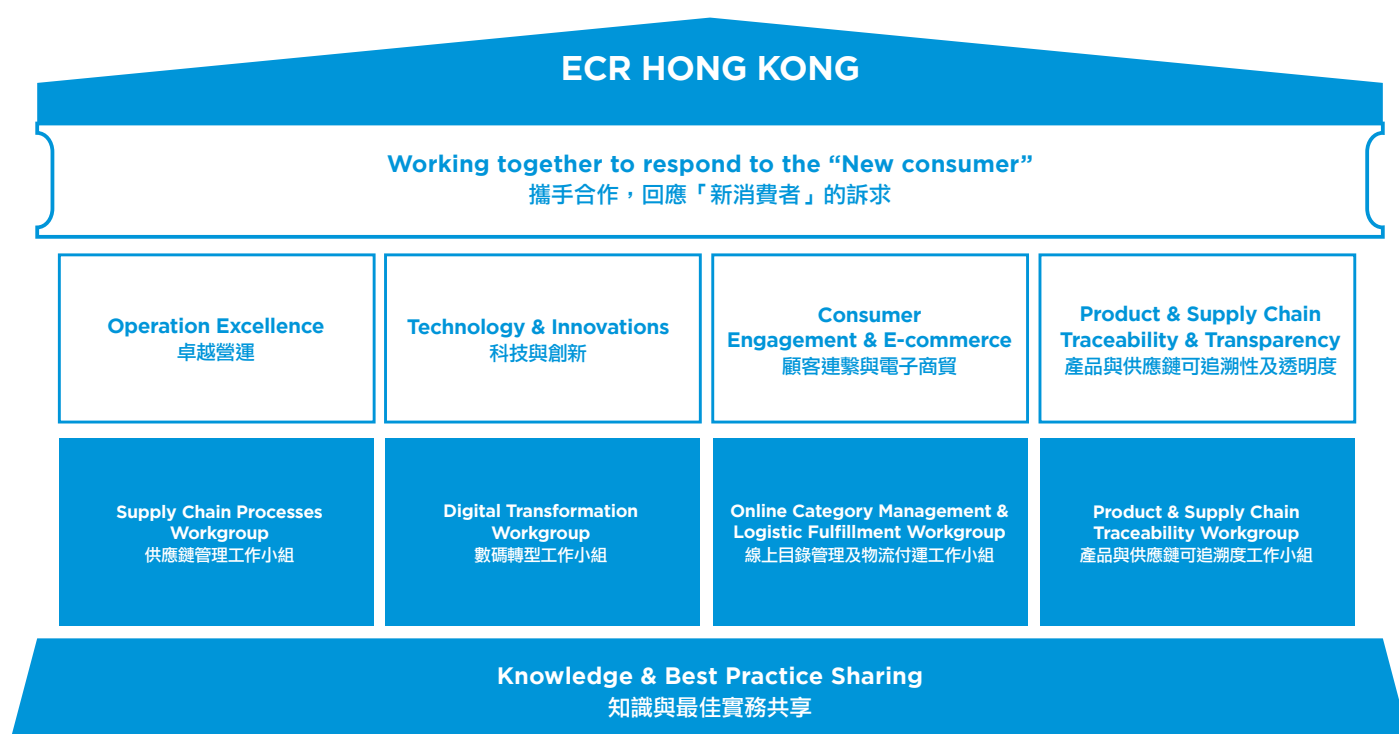 ECR HONG KONG
Working together to respond to the “New consumer”
攜手合作，回應「新消費者」的訴求
Operation Excellence
卓越營運
Technology & Innovations
科技與創新
Consumer
Engagement & E-commerce
顧客連繫與電子商貿
Product & Supply Chain
Traceability & Transparency
產品與供應鏈可追溯性及透明度
Supply Chain Processes
Workgroup
供應鏈管理工作小組
Digital Transformation
Workgroup
數碼轉型工作小組
Online Category Management &
Logistic Fulfillment Workgroup
線上目錄管理及物流付運工作小組
Product & Supply Chain
Traceability Workgroup
產品與供應鏈可追溯度工作小組
Knowledge & Best Practice Sharing
知識與最佳實務共享